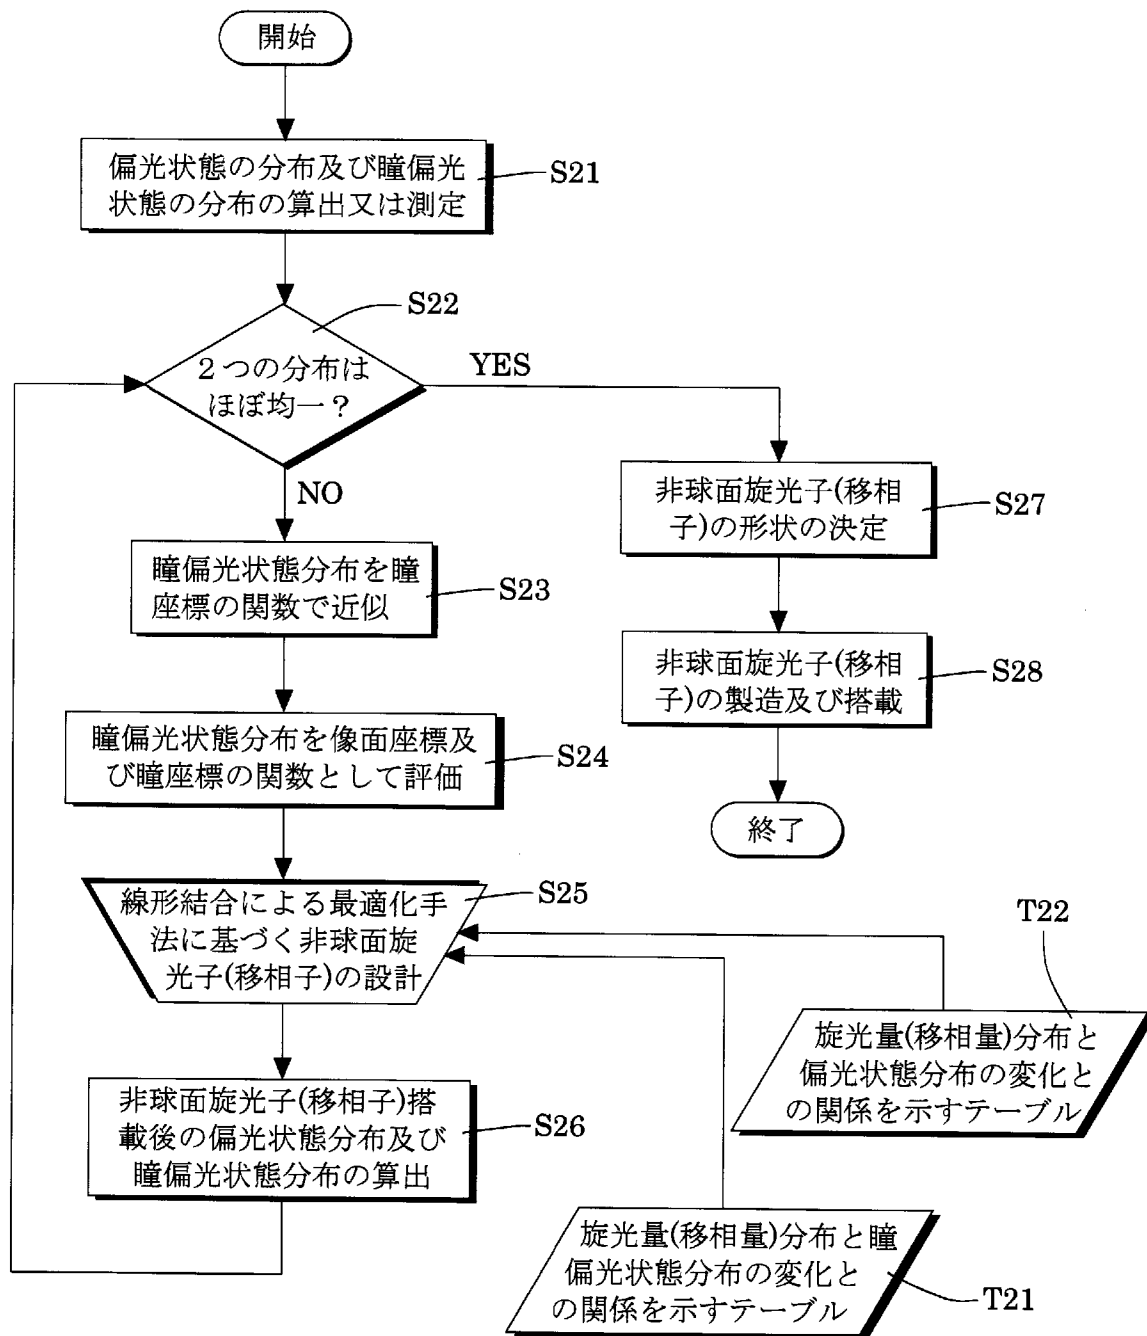 開始
偏光状態の分布及び瞳偏光
状態の分布の算出又は測定
S21
S22
２つの分布は
ほぼ均一？
YES
NO
非球面旋光子(移相
子)の形状の決定
S27
瞳偏光状態分布を瞳
座標の関数で近似
S23
非球面旋光子(移相
子)の製造及び搭載
S28
瞳偏光状態分布を像面座標及
び瞳座標の関数として評価
S24
終了
線形結合による最適化手
法に基づく非球面旋
光子(移相子)の設計
S25
T22
旋光量(移相量)分布と
偏光状態分布の変化と
の関係を示すテーブル
非球面旋光子(移相子)搭
載後の偏光状態分布及び
瞳偏光状態分布の算出
S26
旋光量(移相量)分布と瞳
偏光状態分布の変化と
の関係を示すテーブル
T21